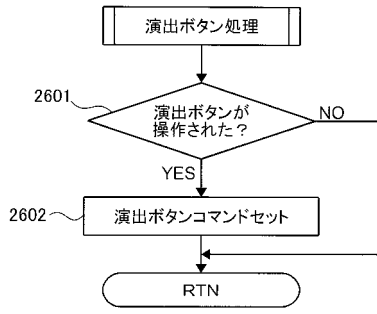 演出ボタン処理
2601
演出ボタンが
操作された？
NO
YES
2602
演出ボタンコマンドセット
RTN